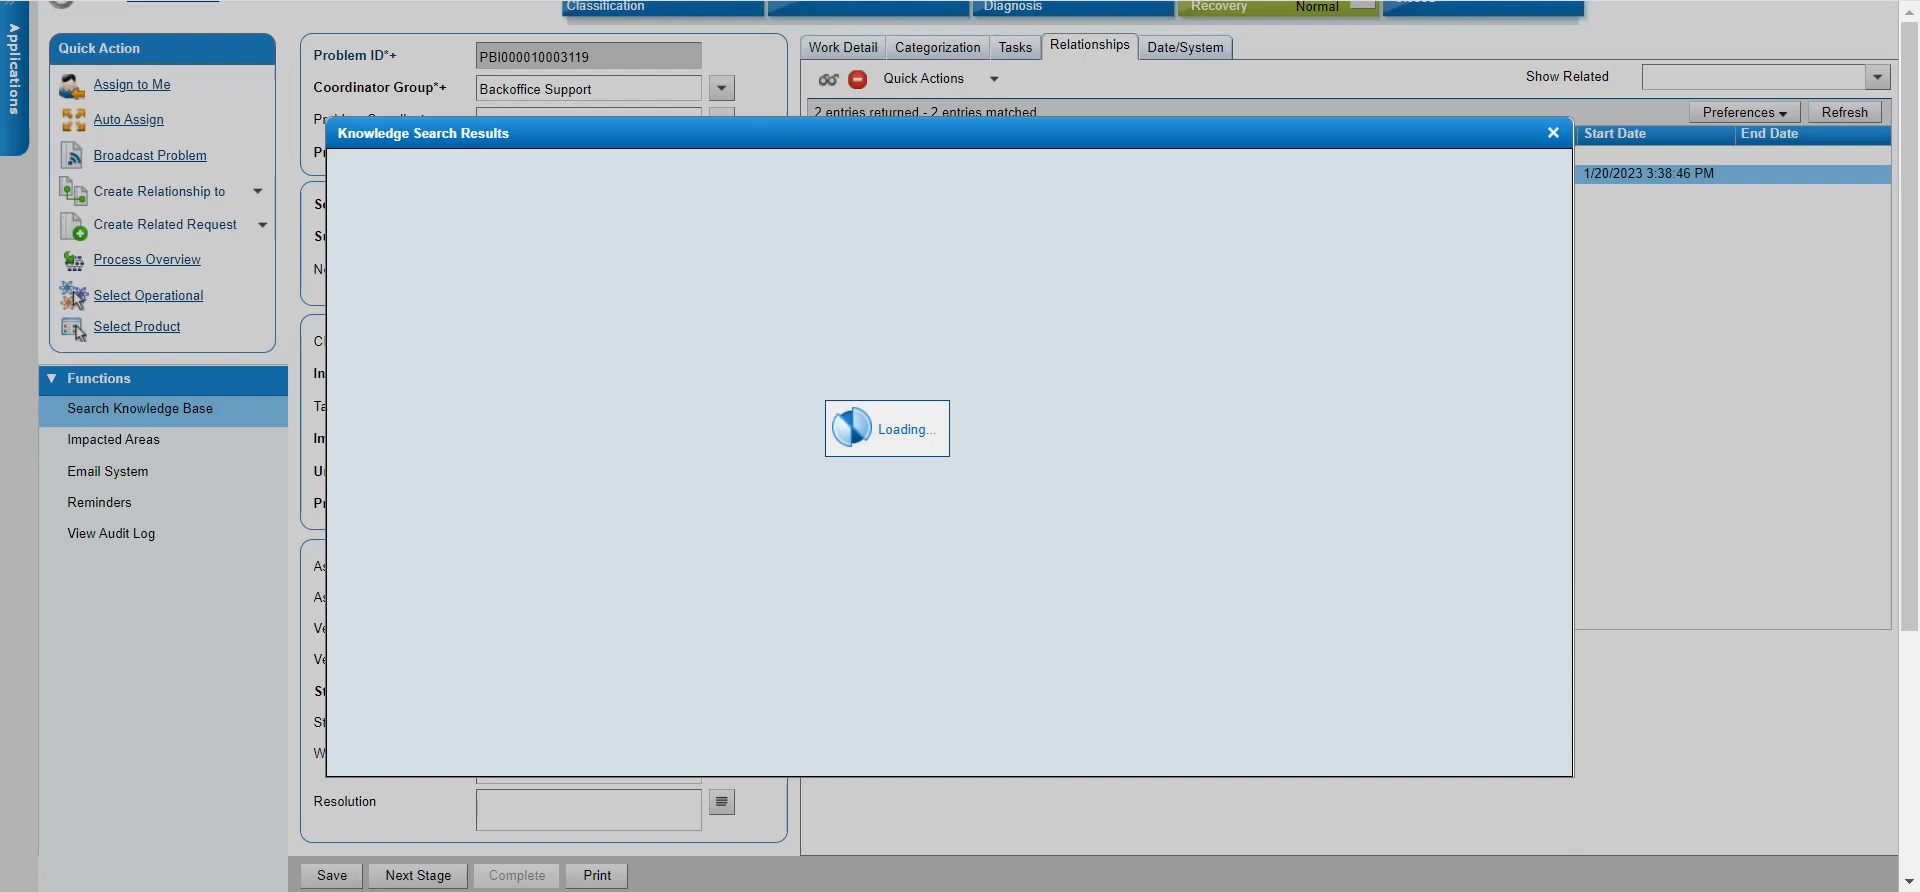 Applications
Classification
Diagnosis
Recovery
Normal
Quick Action
Assign to Me
Auto Assign
Broadcast Problem
Create Relationship to
Create Related Request
Process Overview
Select Operational
Select Product
Functions
Search Knowledge Base
Impacted Areas
Email System
Reminders
View Audit Log
Problem ID*+
PBI000010003119
Coordinator Group*+
Backoffice Support
Work Detail
Categorization
Tasks
Relationships
Date/System
Quick Actions
Show Related
2 entries returned - 2 entries matched
Preferences
Refresh
Start Date
End Date
1/20/2023 3:38:46 PM
Knowledge Search Results
Loading...
Resolution
Save
Next Stage
Complete
Print